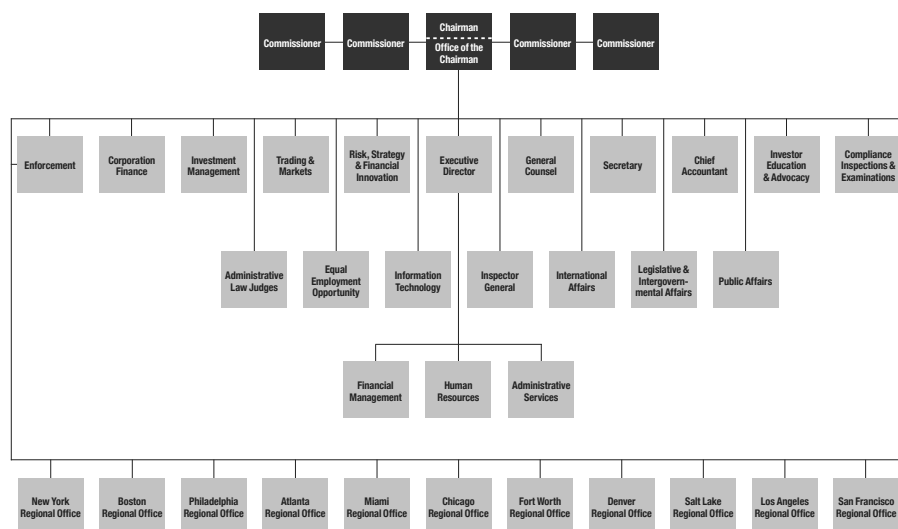 Commissioner
Commissioner
Chairman
Office of the
Chairman
Commissioner
Commissioner
Enforcement
Corporation
Finance
Investment
Management
Trading &
Markets
Risk, Strategy
& Financial
Innovation
Executive
Director
General
Counsel
Secretary
Chief
Accountant
Investor
Education
& Advocacy
Compliance
Inspections &
Examinations
Administrative
Law Judges
Equal
Employment
Opportunity
Information
Technology
Inspector
General
International
Affairs
Legislative &
Intergovern-
mental Affairs
Public Affairs
Financial
Management
Human
Resources
Administrative
Services
New York
Regional Office
Boston
Regional Office
Philadelphia
Regional Office
Atlanta
Regional Office
Miami
Regional Office
Chicago
Regional Office
Fort Worth
Regional Office
Denver
Regional Office
Salt Lake
Regional Office
Los Angeles
Regional Office
San Francisco
Regional Office